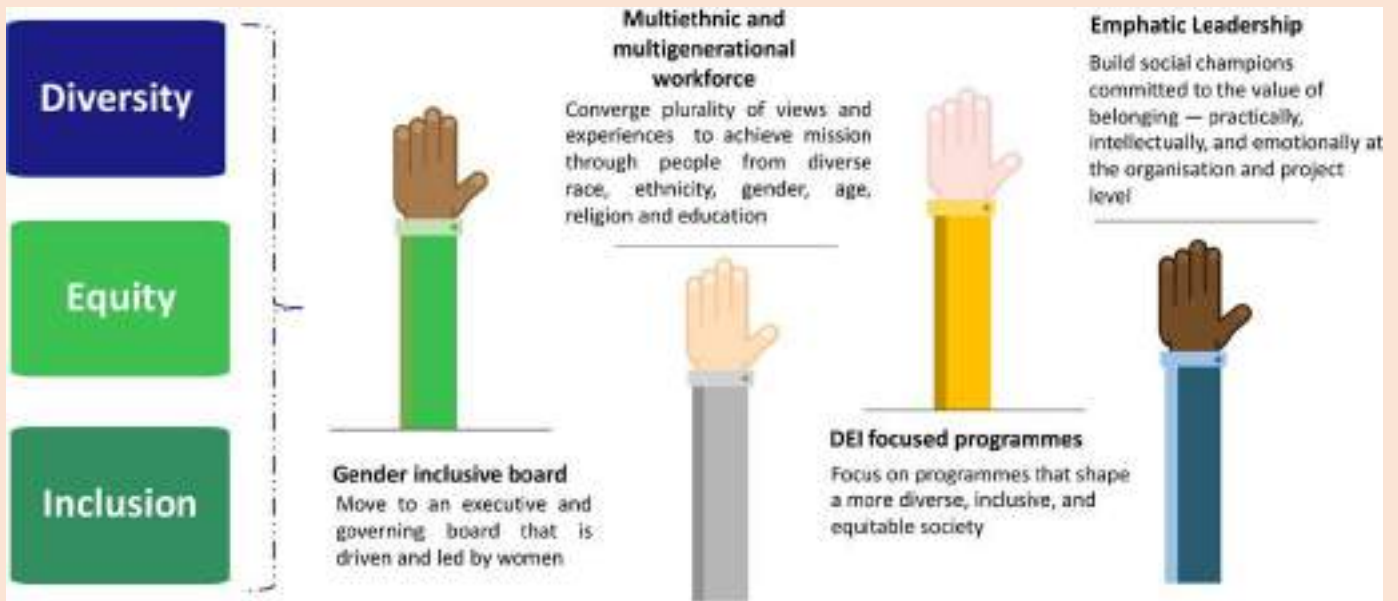 Diversity
Equity
Inclusion
Gender inclusive board
Move to an executive and
governing board that is
driven and led by women
Multiethnic and
multigenerational
workforce
Converge plurality of views and
experiences to achieve mission
through people from diverse
race, ethnicity, gender, age,
religion and education
DEI focused programmes
Focus on programmes that shape
a more diverse, inclusive, and
equitable society
Emphatic Leadership
Build social champions
committed to the value of
belonging — practically,
intellectually, and emotionally at
the organisation and project
level